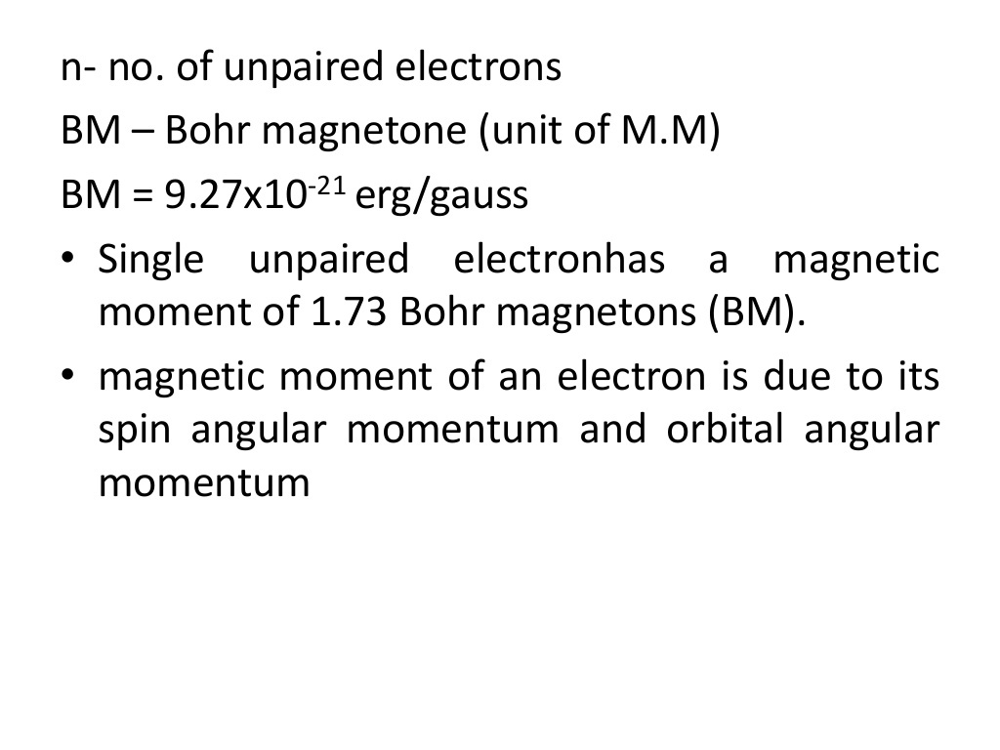 n- no. of unpaired electrons
BM – Bohr magnetone (unit of M.M)
BM = 9.27x10⁻²¹ erg/gauss
• Single unpaired electronhas a magnetic
moment of 1.73 Bohr magnetons (BM).
• magnetic moment of an electron is due to its
spin angular momentum and orbital angular
momentum